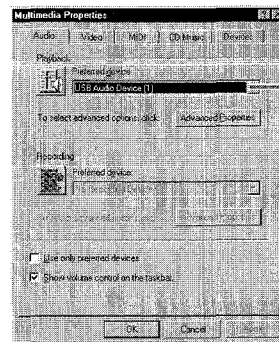 Multimedia Properties
Audio Video MIDI CD Music Devices
Playback
Preferred device
USB Audio Device (1)
To select advanced options, click: Advanced Properties
Recording
Preferred device:
Use only preferred devices
Show volume control on the taskbar.
OK Cancel